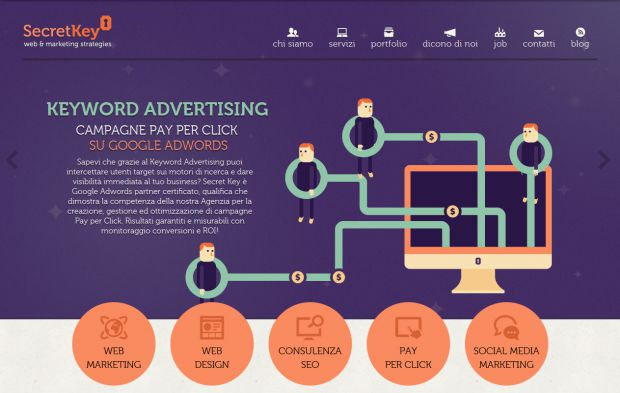 SecretKey
web & marketing strategies
chi siamo
servizi
portfolio
dicono di noi
job
contatti
blog
KEYWORD ADVERTISING
CAMPAGNE PAY PER CLICK
SU GOOGLE ADWORDS
Sapevi che grazie al Keyword Advertising puoi
intercettare utenti target sui motori di ricerca e dare
visibilità immediata al tuo business? Secret Key è
Google Adwords partner certificato, qualifica che
dimostra la competenza della nostra Agenzia per la
creazione, gestione ed ottimizzazione di campagne
Pay per Click. Risultati garantiti e misurabili con
monitoraggio conversioni e ROI!
$
$
$
$
WEB
MARKETING
WEB
DESIGN
CONSULENZA
SEO
PAY
PER CLICK
SOCIAL MEDIA
MARKETING